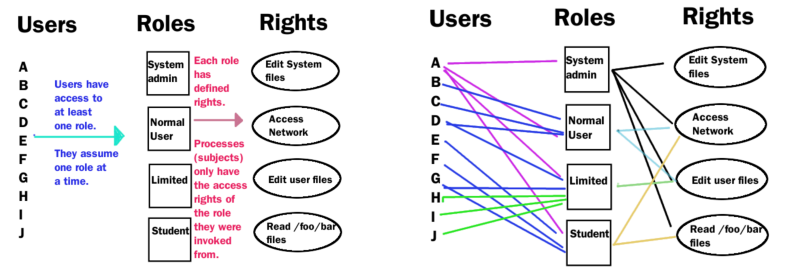 Users Roles Rights
A
B
C
D
E
F
G
H
I
J
Users have
access to
at least
one role.
They assume
one role at
a time.
System
admin
Normal
User
Limited
Student
Each role
has
defined
rights.
Processes
(subjects)
only have
the access
rights of
the role
they were
invoked
from.
Edit System
files
Access
Network
Edit user files
Read /foo/bar
files
Users Roles Rights
A
B
C
D
E
F
G
H
I
J
System
admin
Normal
User
Limited
Student
Edit System
files
Access
Network
Edit user files
Read /foo/bar
files